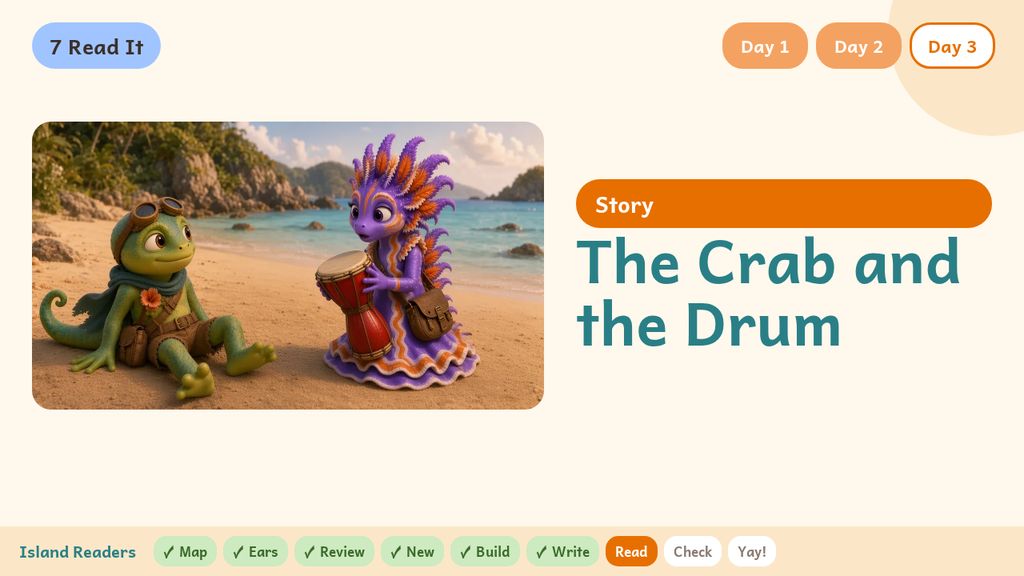 7 Read It
Day 1
Day 2
Day 3
Story
The Crab and
the Drum
Island Readers
✓ Map
✓ Ears
✓ Review
✓ New
✓ Build
✓ Write
Read
Check
Yay!